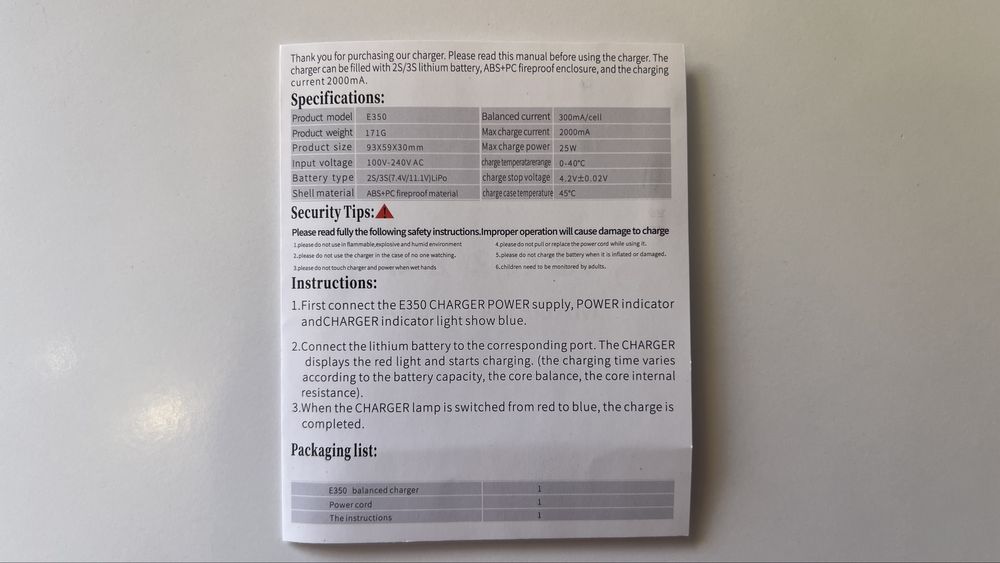 Thank you for purchasing our charger. Please read this manual before using the charger. The
charger can be filled with 2S/3S lithium battery, ABS+PC fireproof enclosure, and the charging
current 2000mA.
Specifications:
Product model E350 Balanced current 300mA/cell
Product weight 171G Max charge current 2000mA
Product size 93X59X30mm Max charge power 25W
Input voltage 100V-240V AC charge temperatarerange 0-40°C
Battery type 2S/3S(7.4V/11.1V)LiPo charge stop voltage 4.2V±0.02V
Shell material ABS+PC fireproof material charge case temperature 45°C
Security Tips:
Please read fully the following safety instructions.Improper operation will cause damage to charge
1.please do not use in flammable,explosive and humid environment 4.please do not pull or replace the power cord while using it.
2.please do not use the charger in the case of no one watching. 5.please do not charge the battery when it is inflated or damaged.
3.please do not touch charger and power when wet hands 6.children need to be monitored by adults.
Instructions:
1.First connect the E350 CHARGER POWER supply, POWER indicator
andCHARGER indicator light show blue.
2.Connect the lithium battery to the corresponding port. The CHARGER
displays the red light and starts charging. (the charging time varies
according to the battery capacity, the core balance, the core internal
resistance).
3.When the CHARGER lamp is switched from red to blue, the charge is
completed.
Packaging list:
E350 balanced charger 1
Power cord 1
The instructions 1